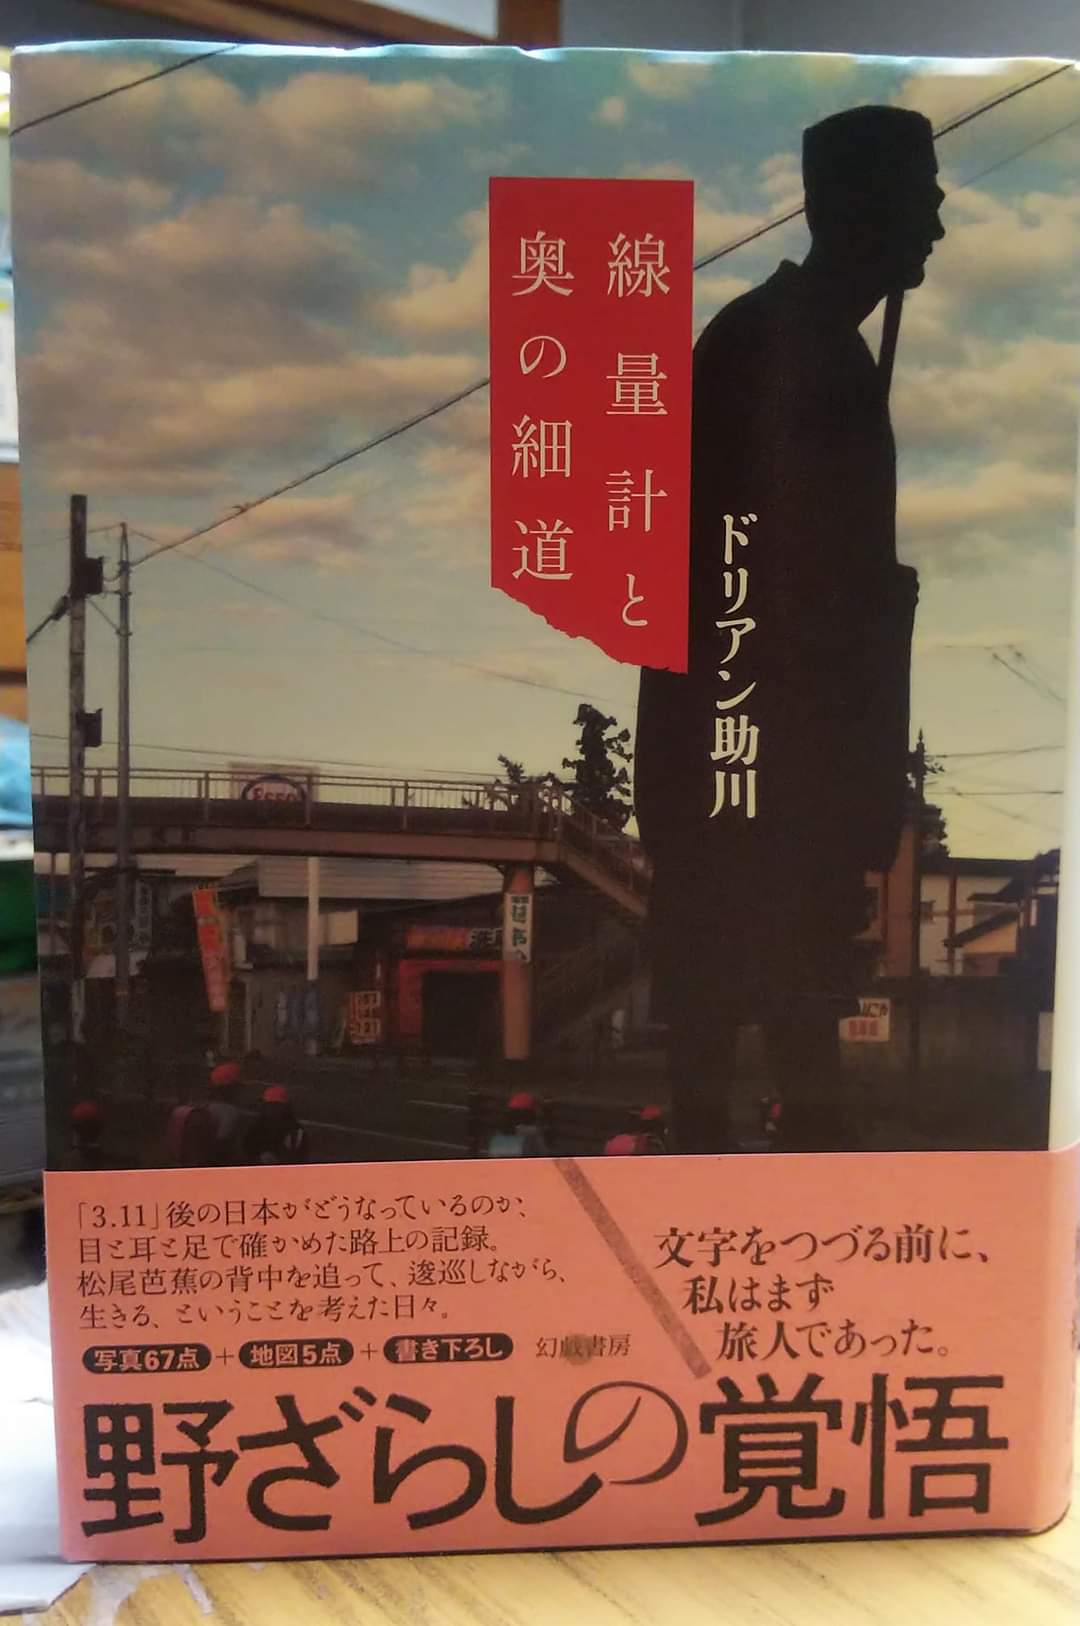 線量計と
奥の細道
ドリアン助川
ESSO
「3.11」後の日本がどうなっているのか、
目と耳と足で確かめた路上の記録。
松尾芭蕉の背中を追って、逡巡しながら、
生きる、ということを考えた日々。
写真67点+地図5点+書き下ろし 幻戯書房
文字をつづる前に、
私はまず
旅人であった。
野ざらしの覚悟